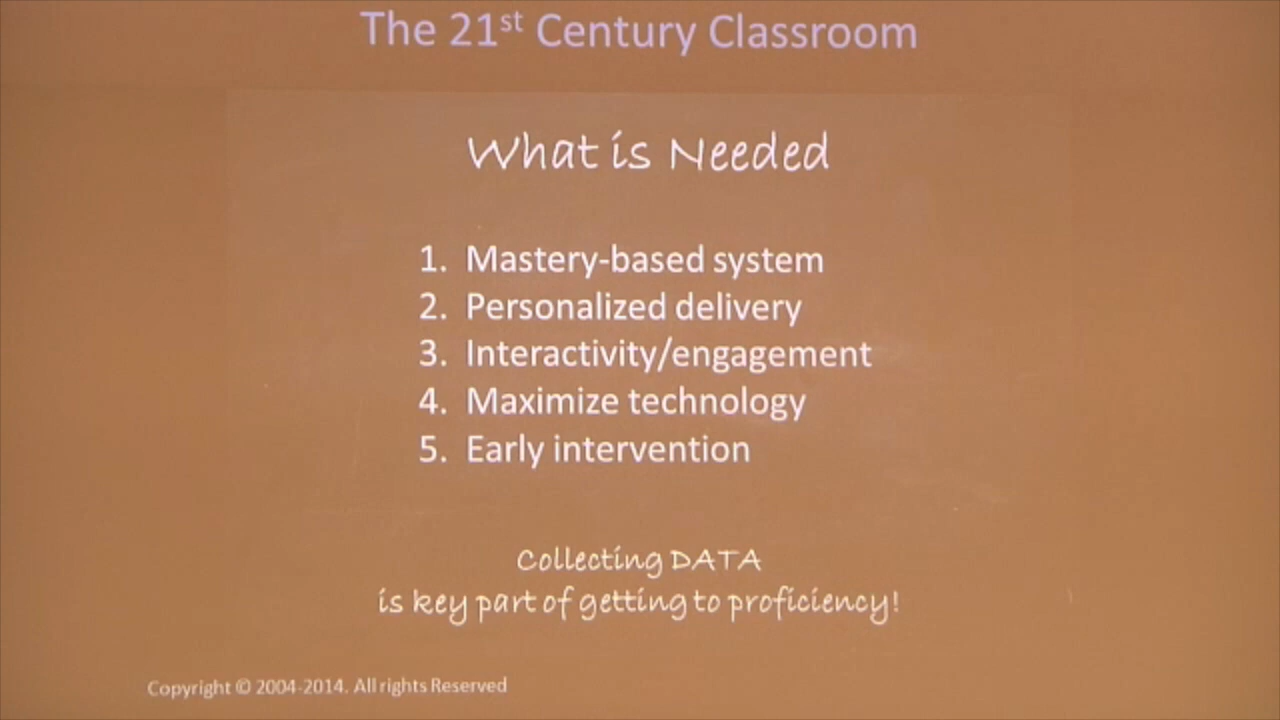 The 21st Century Classroom
What is Needed
1. Mastery-based system
2. Personalized delivery
3. Interactivity/engagement
4. Maximize technology
5. Early intervention
Collecting DATA
is key part of getting to proficiency!
Copyright © 2004-2014. All rights Reserved